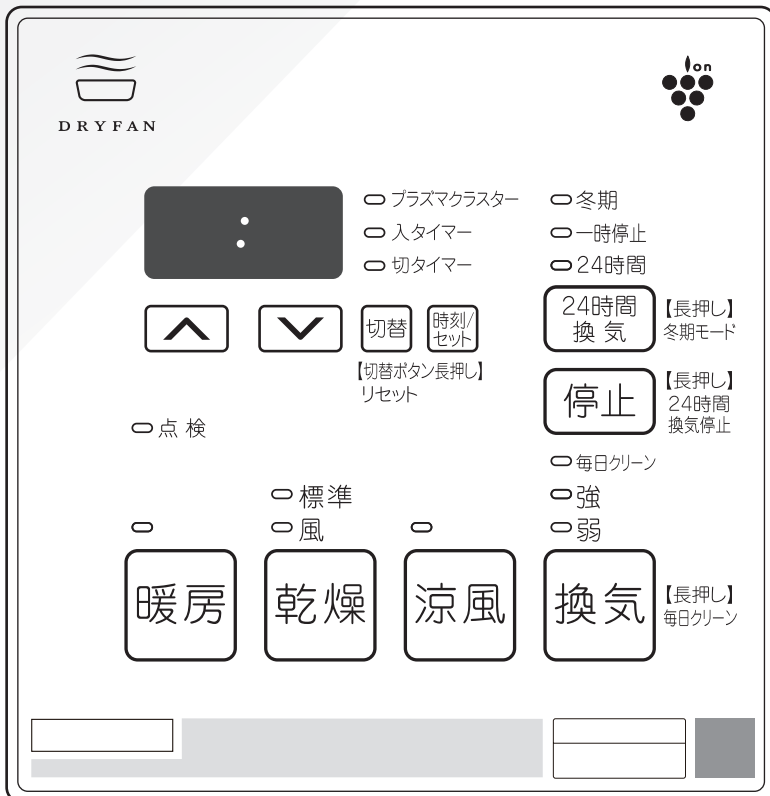 DRYFAN
ion
:
プラズマクラスター
入タイマー
切タイマー
冬期
一時停止
24時間
切替
時刻/
セット
【切替ボタン長押し】
リセット
24時間
換気
【長押し】
冬期モード
停止
【長押し】
24時間
換気停止
点検
毎日クリーン
標準
風
強
弱
暖房
乾燥
涼風
換気
【長押し】
毎日クリーン